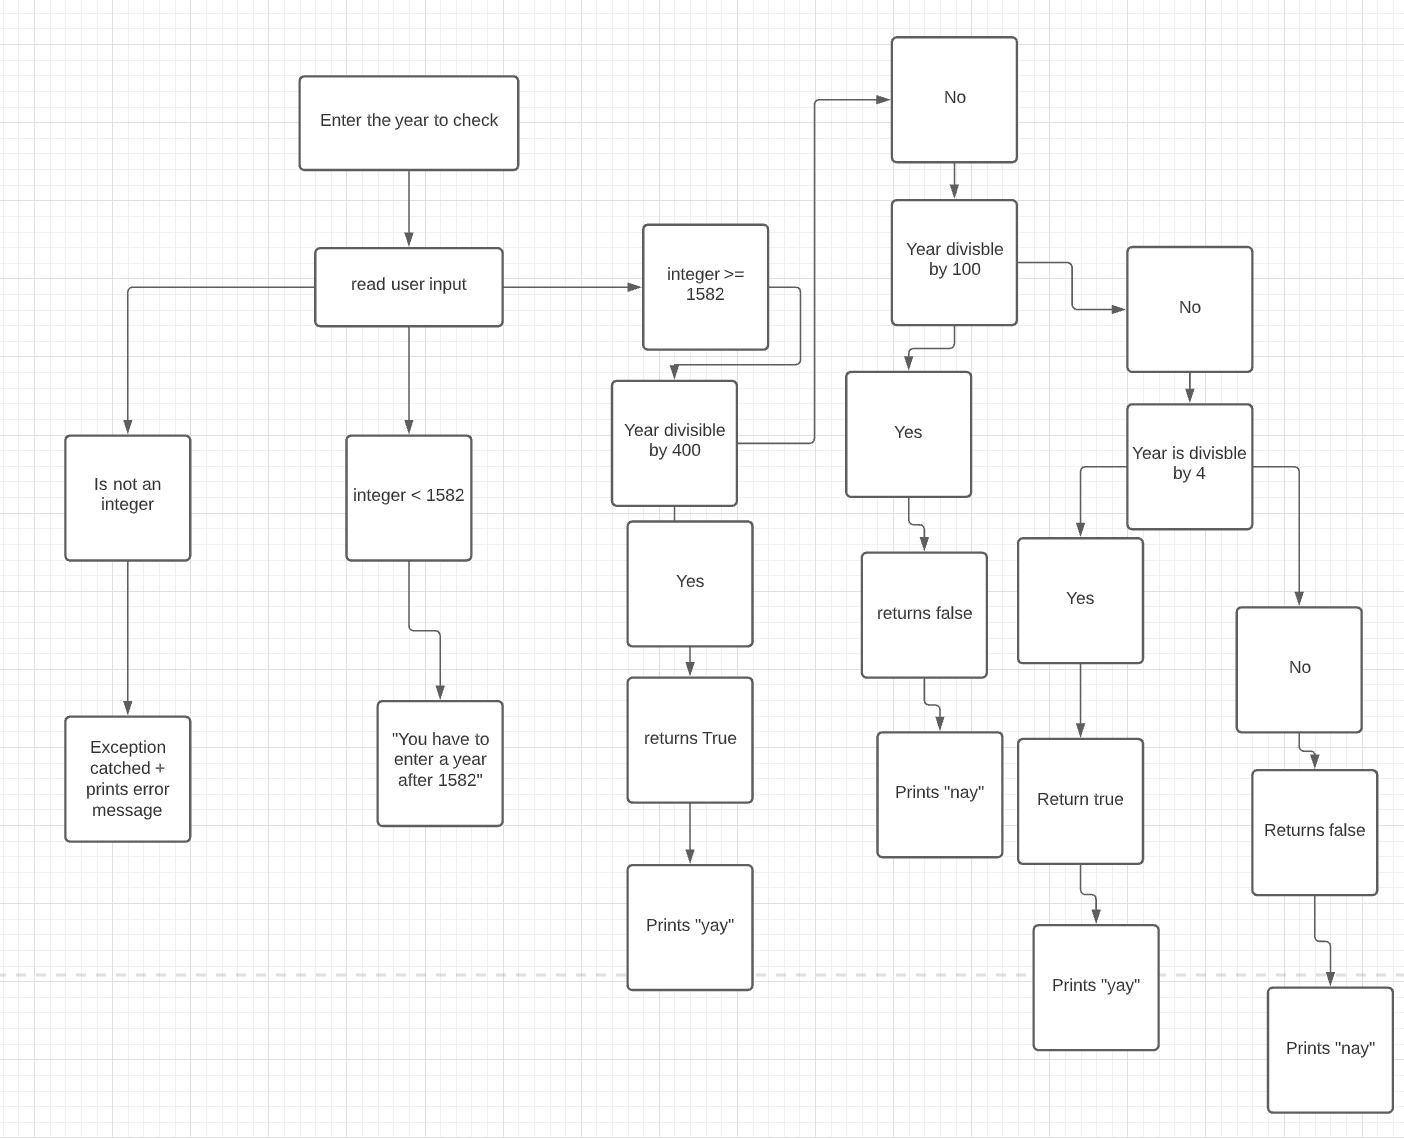 Enter the year to check
read user input
Is not an
integer
Exception
catched +
prints error
message
integer < 1582
"You have to
enter a year
after 1582"
integer >=
1582
Year divisible
by 400
Yes
returns True
Prints "yay"
No
Year divisble
by 100
Yes
returns false
Prints "nay"
No
Year is divisble
by 4
Yes
Return true
Prints "yay"
No
Returns false
Prints "nay"